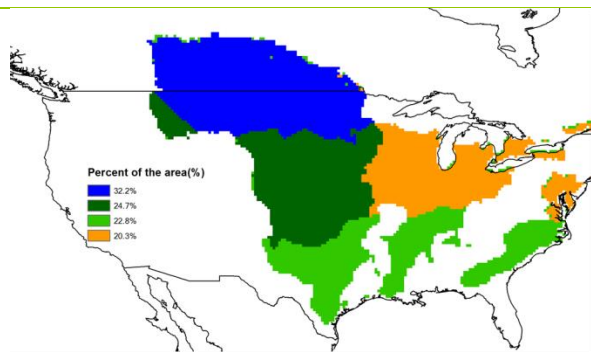 Percent of the area(%)
32.2%
24.7%
22.8%
20.3%